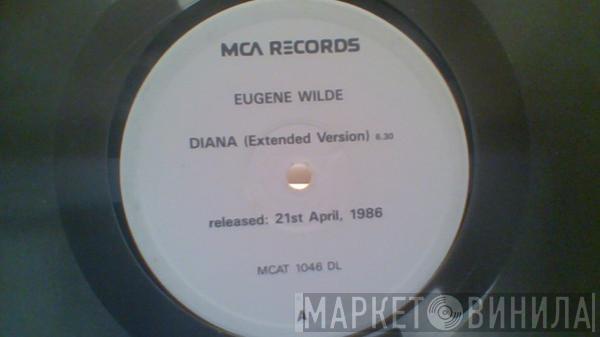 MCA RECORDS
EUGENE WILDE
DIANA (Extended Version) 6.30
released: 21st April, 1986
MCAT 1046 DL
A
МАРКЕТ ВИНИЛА